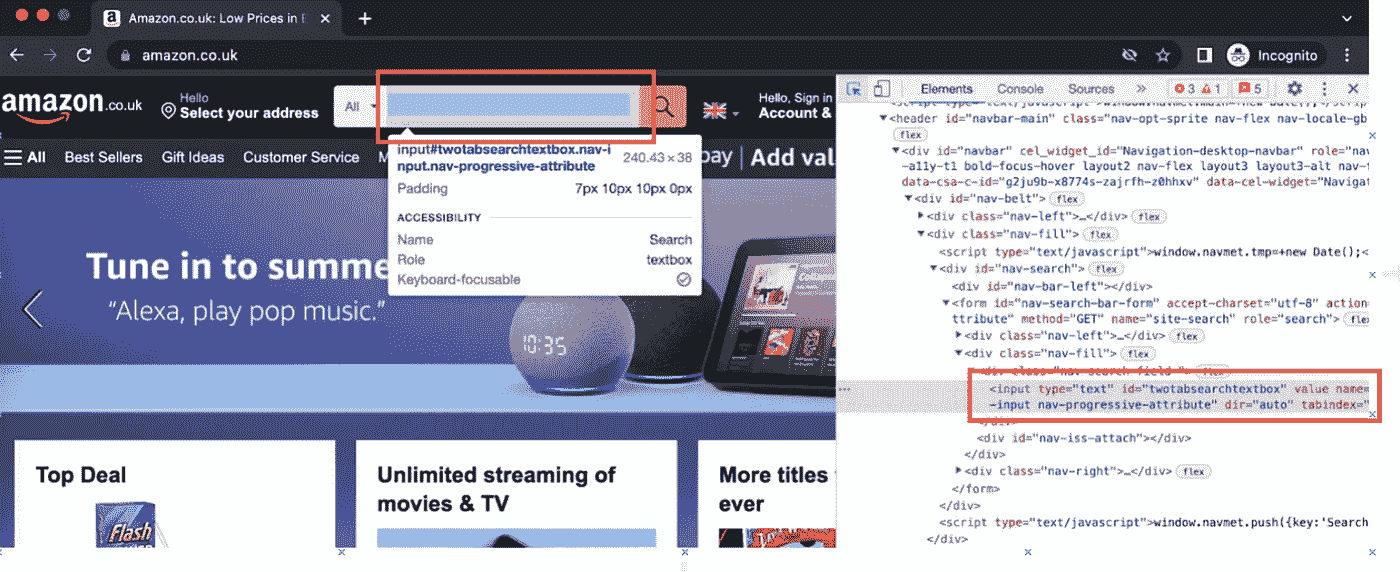 Amazon.co.uk: Low Prices in E
amazon.co.uk
Incognito
amazon.co.uk
Hello
Select your address
All
Hello, Sign in
Account &
All
Best Sellers
Gift Ideas
Customer Service
M
pay
Add val
input#twotabsearchtextbox.nav-i
nput.nav-progressive-attribute
240.43 × 38
Padding
7px 10px 10px 0px
ACCESSIBILITY
Name
Search
Role
textbox
Keyboard-focusable
Tune in to summe
“Alexa, play pop music.”
10:35
Top Deal
Flash
Unlimited streaming of
movies & TV
More titles
ever
Elements
Console
Sources
3
1
5
<script type="text/javascript">window.navmet.main=+new Date();</script
<header id="navbar-main" class="nav-opt-sprite nav-flex nav-locale-gb
flex
<div id="navbar" cel_widget_id="Navigation-desktop-navbar" role="nav
-a11y-t1 bold-focus-hover layout2 nav-flex layout3 layout3-alt nav-f
data-csa-c-id="g2ju9b-x8774s-zajrfh-z0hhxv" data-cel-widget="Navigat
<div id="nav-belt"> flex
<div class="nav-left">…</div> flex
<div class="nav-fill"> flex
<script type="text/javascript">window.navmet.tmp=+new Date();<
<div id="nav-search"> flex
<div id="nav-bar-left"></div>
<form id="nav-search-bar-form" accept-charset="utf-8" action
ttribute" method="GET" name="site-search" role="search"> flex
<div class="nav-left">…</div> flex
<div class="nav-fill"> flex
<div class="nav-search-field "> flex
<input type="text" id="twotabsearchtextbox" value name=
-input nav-progressive-attribute" dir="auto" tabindex="
</div>
<div id="nav-iss-attach"></div>
</div>
<div class="nav-right">…</div> flex
</form>
</div>
<script type="text/javascript">window.navmet.push({key:'Search
</div>